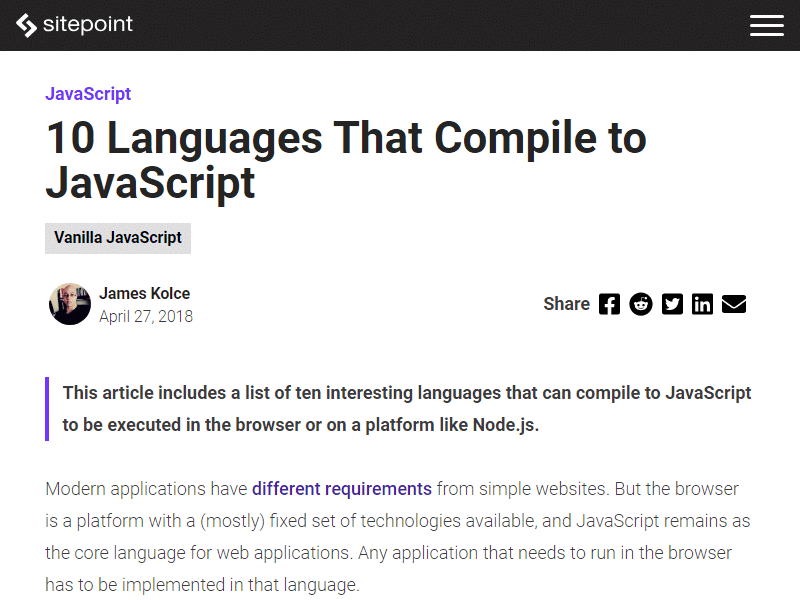 sitepoint
JavaScript
10 Languages That Compile to
JavaScript
Vanilla JavaScript
James Kolce
April 27, 2018
Share
This article includes a list of ten interesting languages that can compile to JavaScript
to be executed in the browser or on a platform like Node.js.
Modern applications have different requirements from simple websites. But the browser
is a platform with a (mostly) fixed set of technologies available, and JavaScript remains as
the core language for web applications. Any application that needs to run in the browser
has to be implemented in that language.